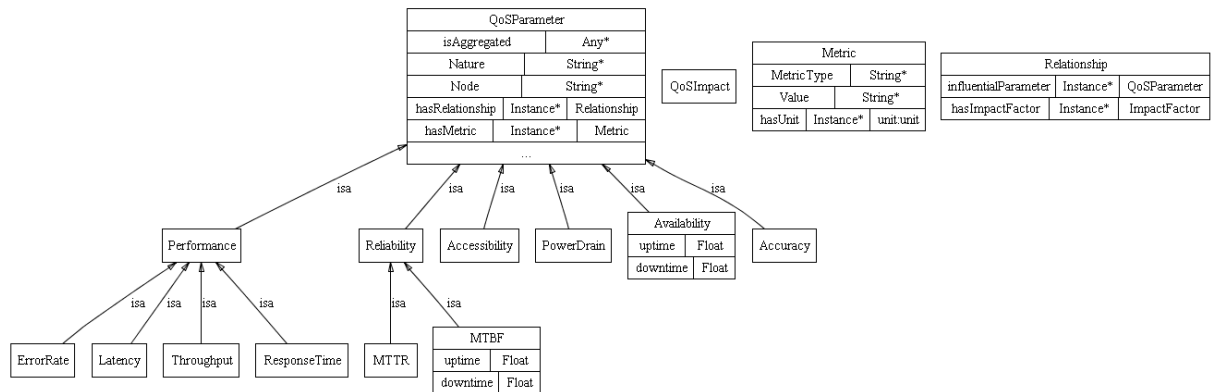 QoSParameter
isAggregated Any*
Nature String*
Node String*
hasRelationship Instance* Relationship
hasMetric Instance* Metric
...
QoSImpact
Metric
MetricType String*
Value String*
hasUnit Instance* unit:unit
Relationship
influentialParameter Instance* QoSParameter
hasImpactFactor Instance* ImpactFactor
isa isa isa isa isa isa
Performance
Reliability
Accessibility
PowerDrain
Availability
uptime Float
downtime Float
Accuracy
isa isa isa isa isa isa
ErrorRate
Latency
Throughput
ResponseTime
MTTR
MTBF
uptime Float
downtime Float